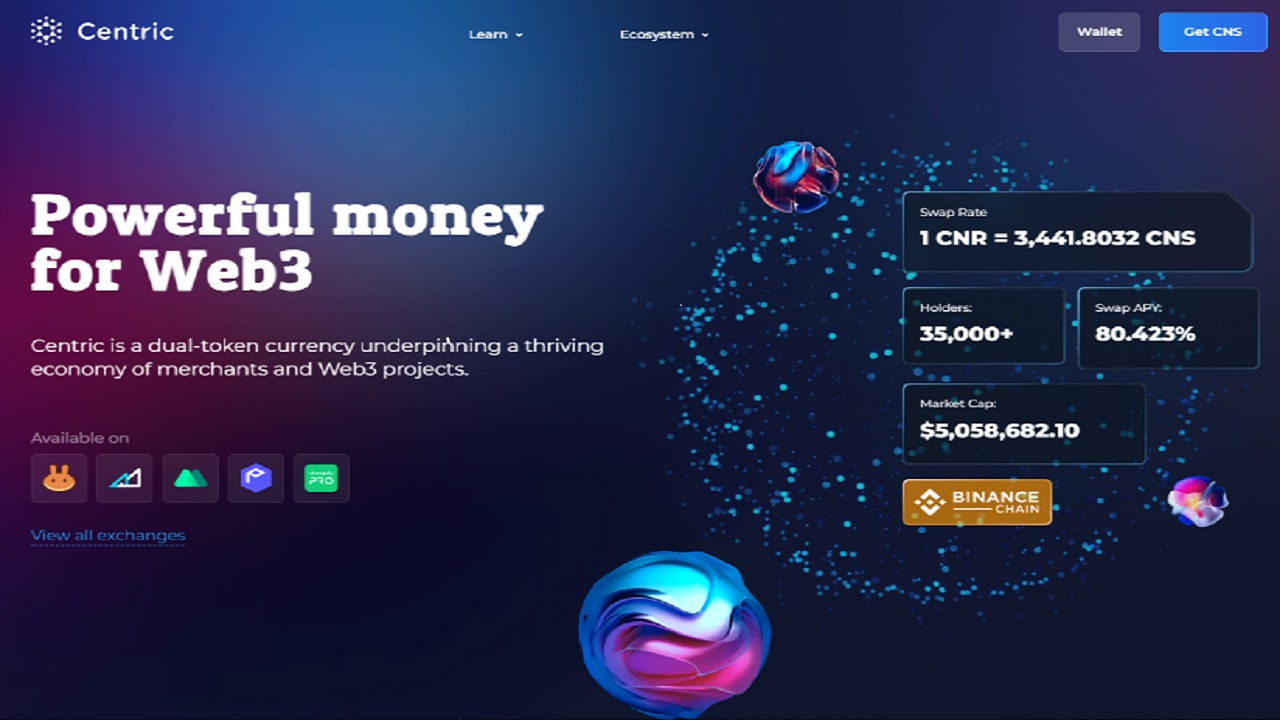 Centric
Learn
Ecosystem
Wallet
Get CNS
Powerful money
for Web3
Centric is a dual-token currency underpinning a thriving
economy of merchants and Web3 projects.
Available on
PRO
View all exchanges
Swap Rate
1 CNR = 3,441.8032 CNS
Holders:
35,000+
Swap APY:
80.423%
Market Cap:
$5,058,682.10
BINANCE
CHAIN